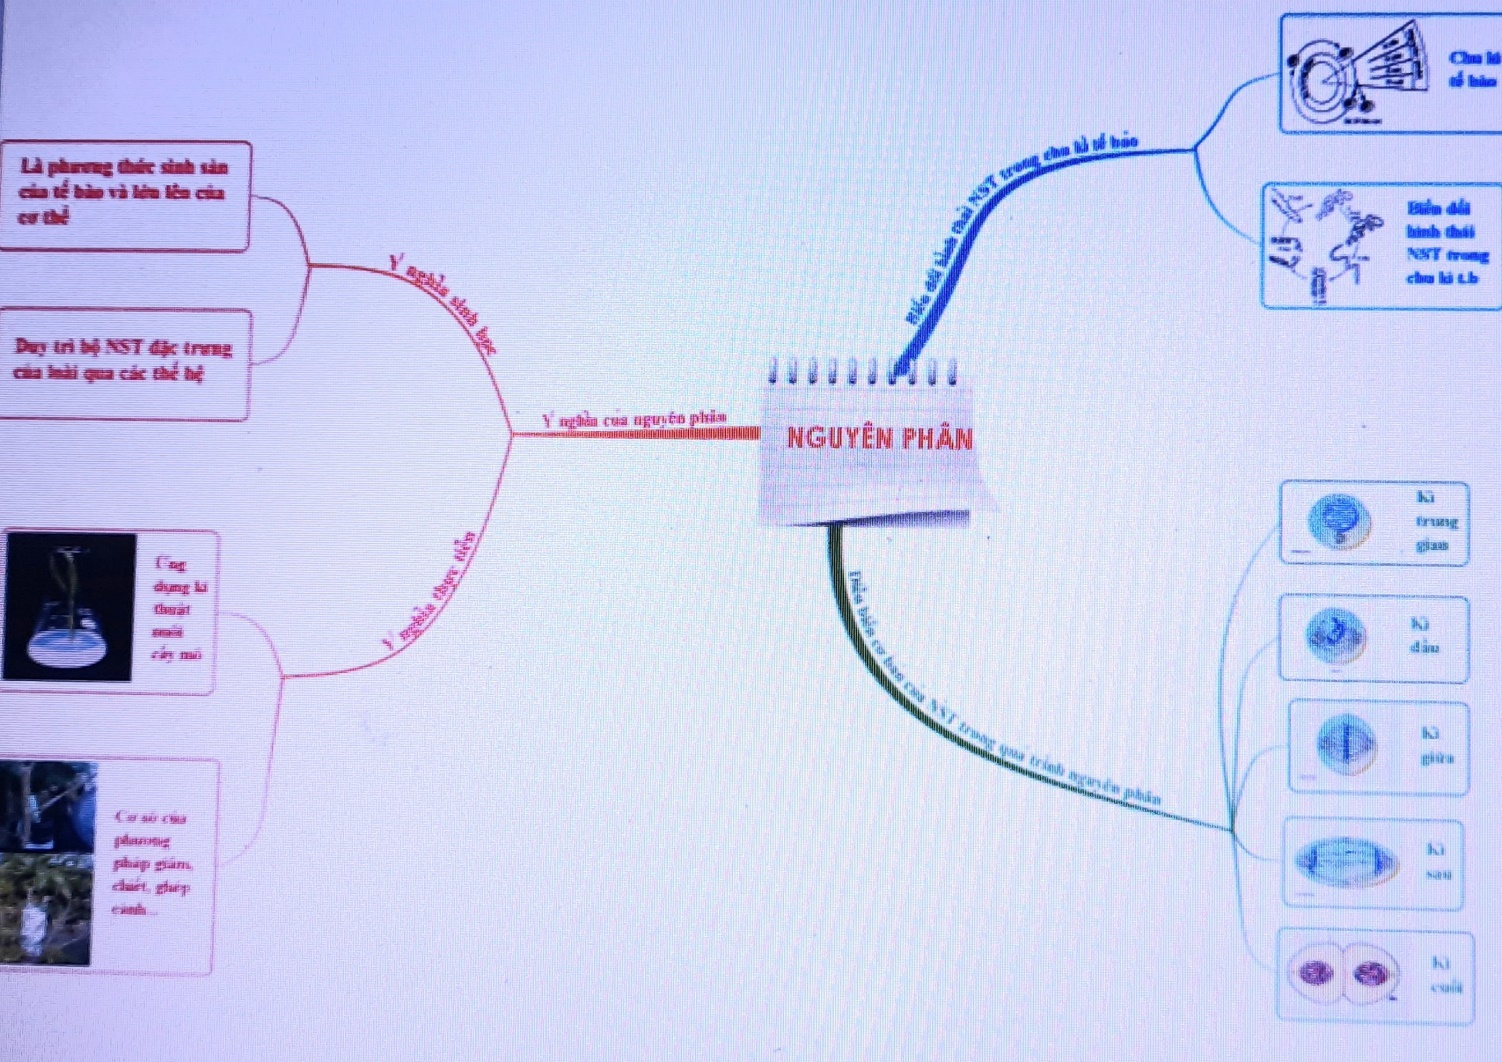 NGUYÊN PHÂN
Biến đổi hình thái NST trong chu kì tế bào
Chu kì
tế bào
Biến đổi
hình thái
NST trong
chu kì t.b
Diễn biến cơ bản của NST trong quá trình nguyên phân
Kì
trung
gian
Kì
đầu
Kì
giữa
Kì
sau
Kì
cuối
Ý nghĩa của nguyên phân
Ý nghĩa sinh học
Là phương thức sinh sản
của tế bào và lớn lên của
cơ thể
Duy trì bộ NST đặc trưng
của loài qua các thế hệ
Ý nghĩa thực tiễn
Ứng
dụng kĩ
thuật
nuôi
cấy mô
Cơ sở của
phương
pháp giâm,
chiết, ghép
cành...